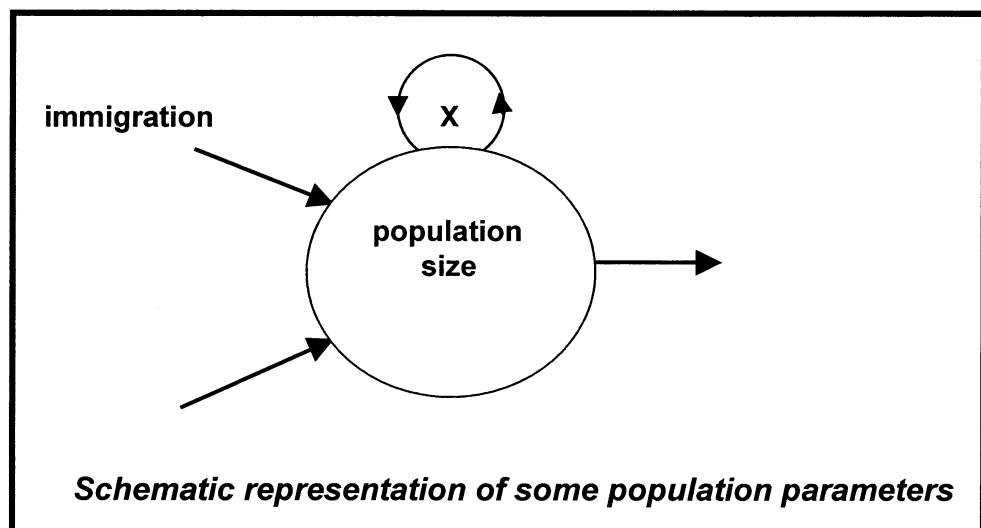 immigration
X
population
size
Schematic representation of some population parameters